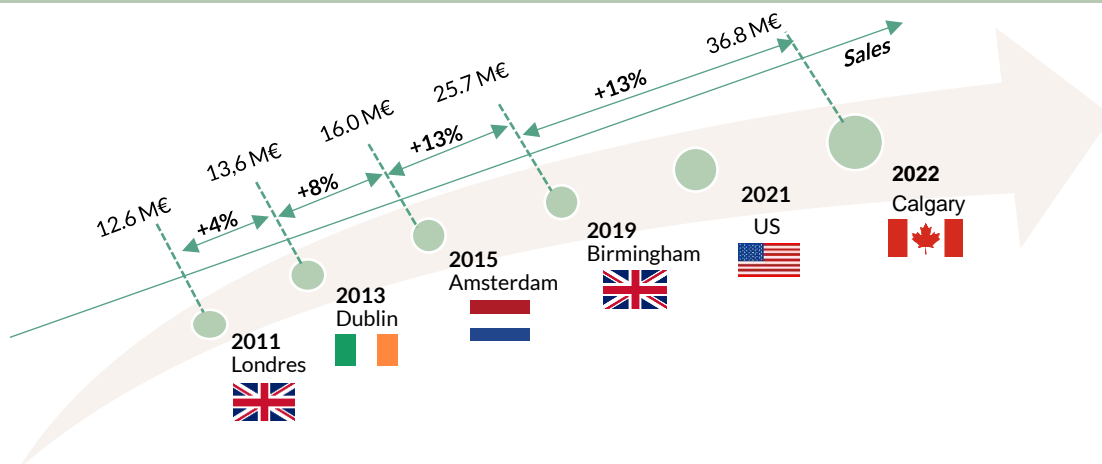 12.6 M€
+4%
13,6 M€
+8%
16.0 M€
+13%
25.7 M€
+13%
36.8 M€
Sales
2011
Londres
2013
Dublin
2015
Amsterdam
2019
Birmingham
2021
US
2022
Calgary